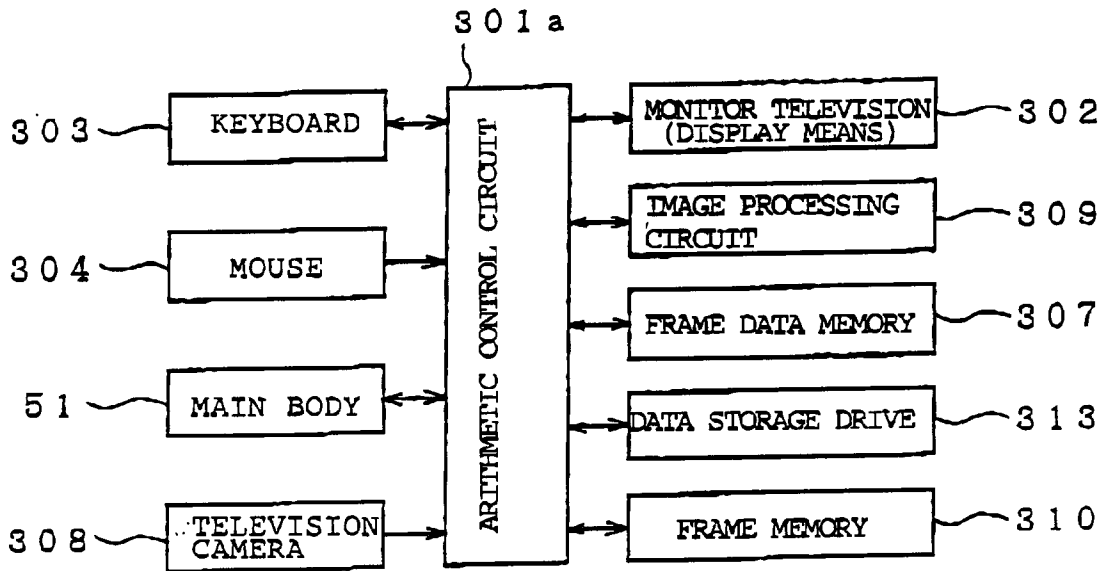 301a
303
KEYBOARD
304
MOUSE
51
MAIN BODY
308
TELEVISION
CAMERA
ARITHMETIC CONTROL CIRCUIT
MONITOR TELEVISION
(DISPLAY MEANS)
302
IMAGE PROCESSING
CIRCUIT
309
FRAME DATA MEMORY
307
DATA STORAGE DRIVE
313
FRAME MEMORY
310